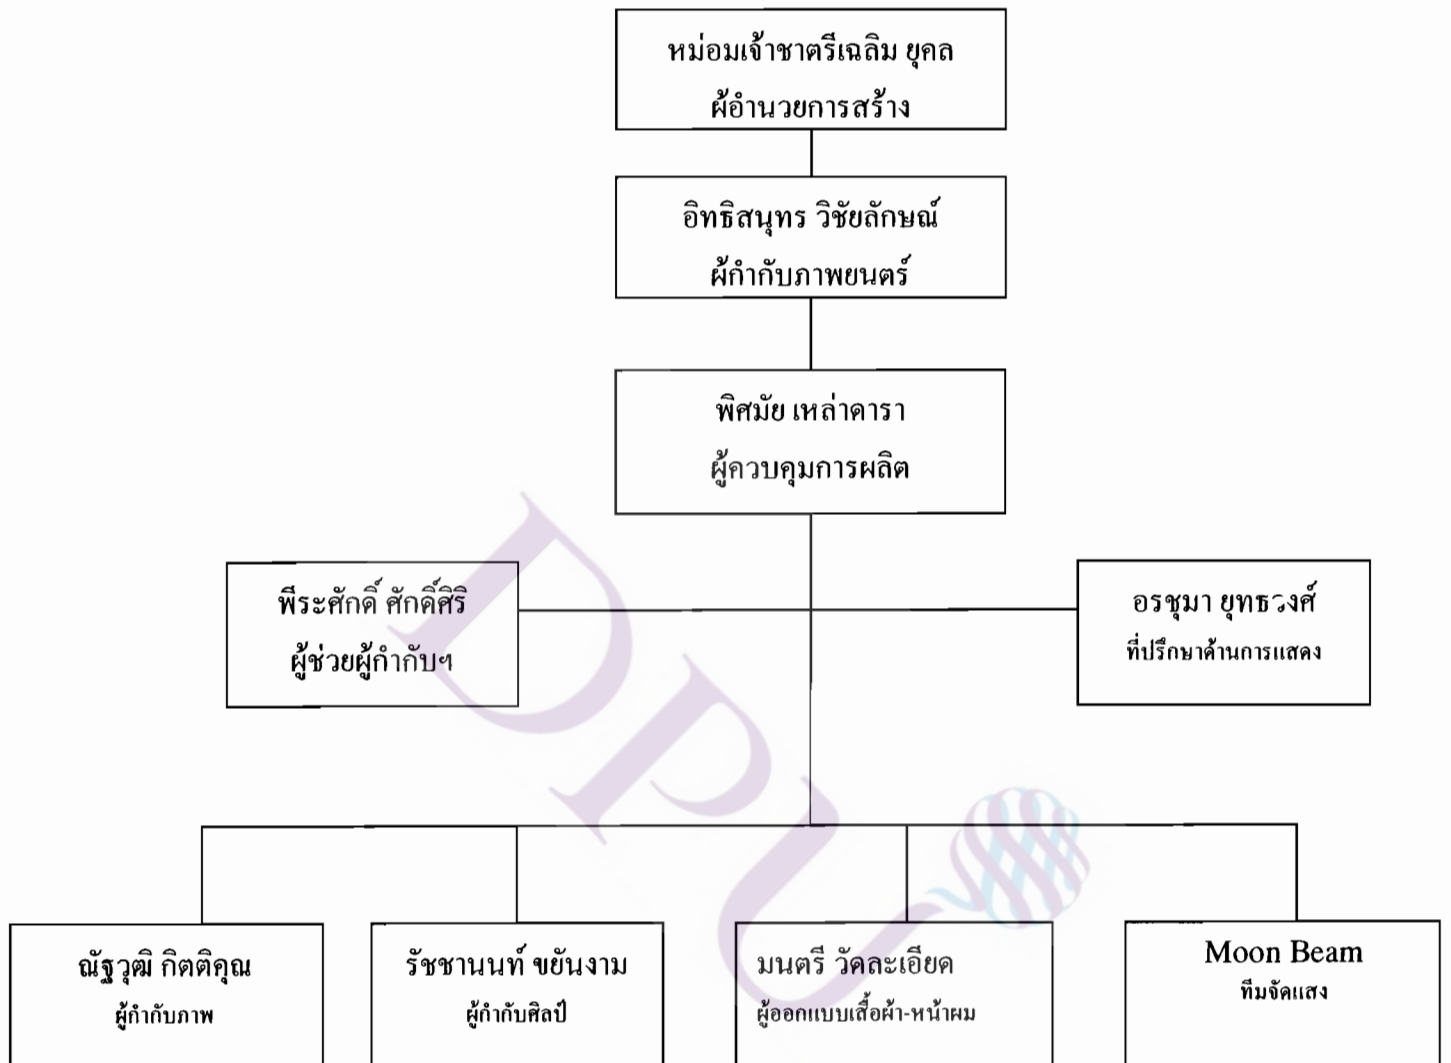 หม่อมเจ้าชาตรีเฉลิม ยุคล
ผู้อำนวยการสร้าง
อิทธิสุนทร วิชัยลักษณ์
ผู้กำกับภาพยนตร์
พิศมัย เหล่าดารา
ผู้ควบคุมการผลิต
พีระศักดิ์ ศักดิ์ศิริ
ผู้ช่วยผู้กำกับฯ
อรชุมา ยุทธวงศ์
ที่ปรึกษาด้านการแสดง
DPU
ณัฐวุฒิ กิตติคุณ
ผู้กำกับภาพ
รัชชานนท์ ขยันงาม
ผู้กำกับศิลป์
มนตรี วัดละเอียด
ผู้ออกแบบเสื้อผ้า-หน้าผม
Moon Beam
ทีมจัดแสง